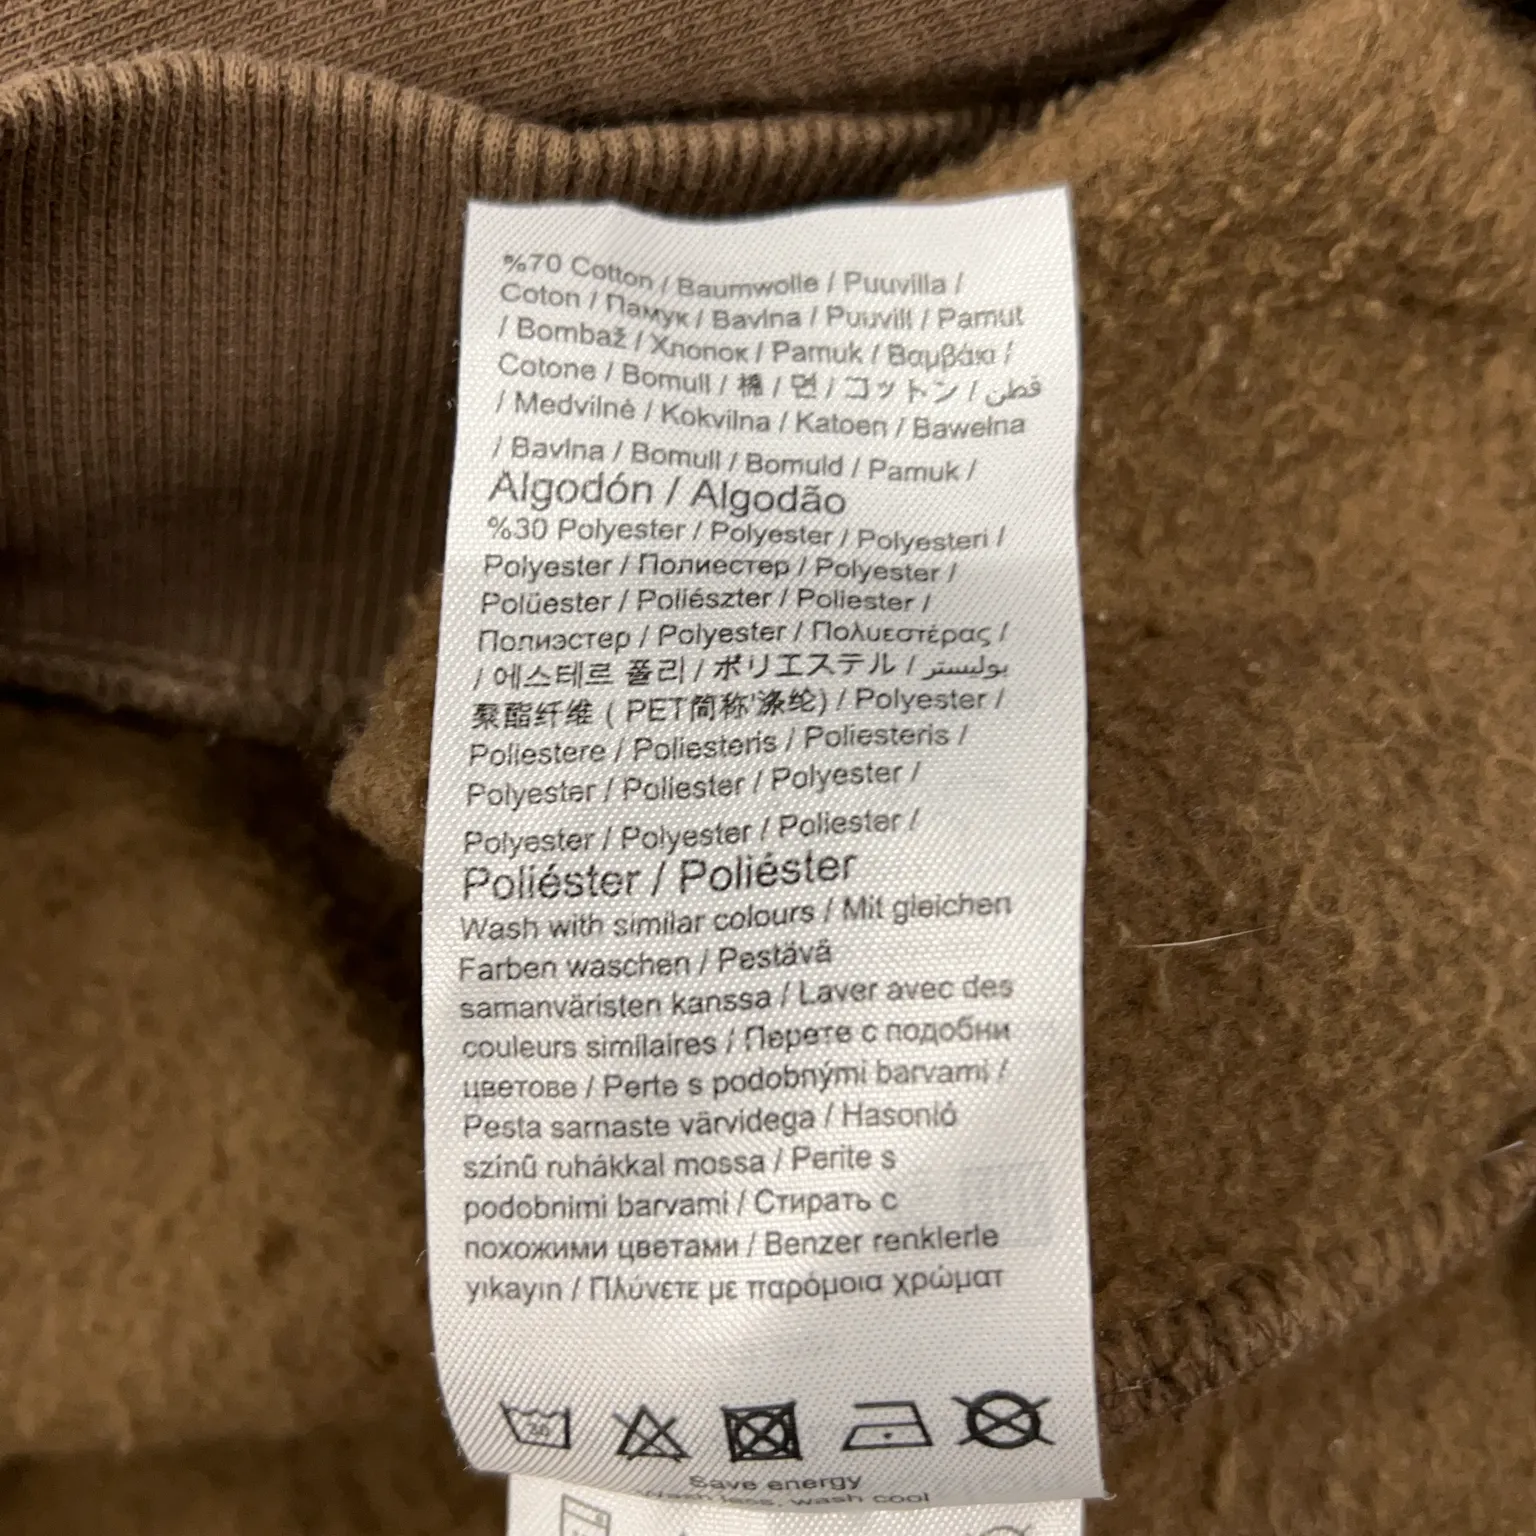 %70 Cotton / Baumwolle / Puuvilla /
Coton / Памук / Bavlna / Puuvill / Pamut
/ Bombaž / Хлопок / Pamuk / Βαμβάκι /
Cotone / Bomull / 棉 / 면 / コットン / قطن
/ Medvilnė / Kokvilna / Katoen / Bawełna
/ Bavlna / Bomull / Bomuld / Pamuk /
Algodón / Algodão
%30 Polyester / Polyester / Polyesteri /
Polyester / Полиестер / Polyester /
Polüester / Poliészter / Poliester /
Полиэстер / Polyester / Πολυεστέρας /
/ 에스테르 폴리 / ポリエステル / بوليستر
聚酯纤维 ( PET简称'涤纶) / Polyester /
Poliestere / Poliesteris / Poliesteris /
Polyester / Poliester / Polyester /
Polyester / Polyester / Poliester /
Poliéster / Poliéster
Wash with similar colours / Mit gleichen
Farben waschen / Pestävä
samanväristen kanssa / Laver avec des
couleurs similaires / Перете с подобни
цветове / Perte s podobnými barvami /
Pesta sarnaste värvidega / Hasonló
színű ruhákkal mossa / Perite s
podobnimi barvami / Стирать с
похожими цветами / Benzer renklerle
yıkayın / Πλύνετε με παρόμοια χρώματ
30
Save energy
Wash less, wash cool